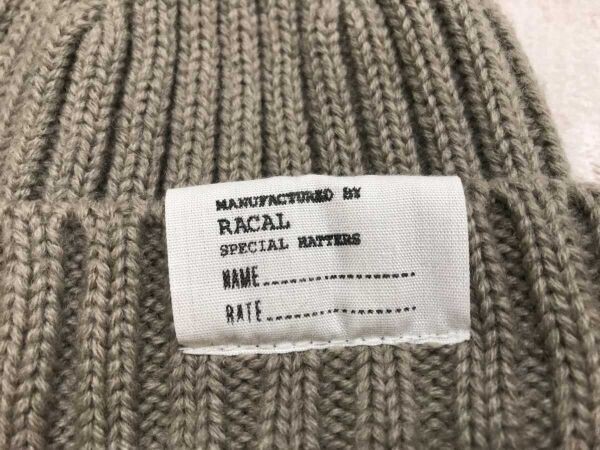 MANUFACTURED BY
RACAL
SPECIAL HATTERS
NAME....................
RATE....................